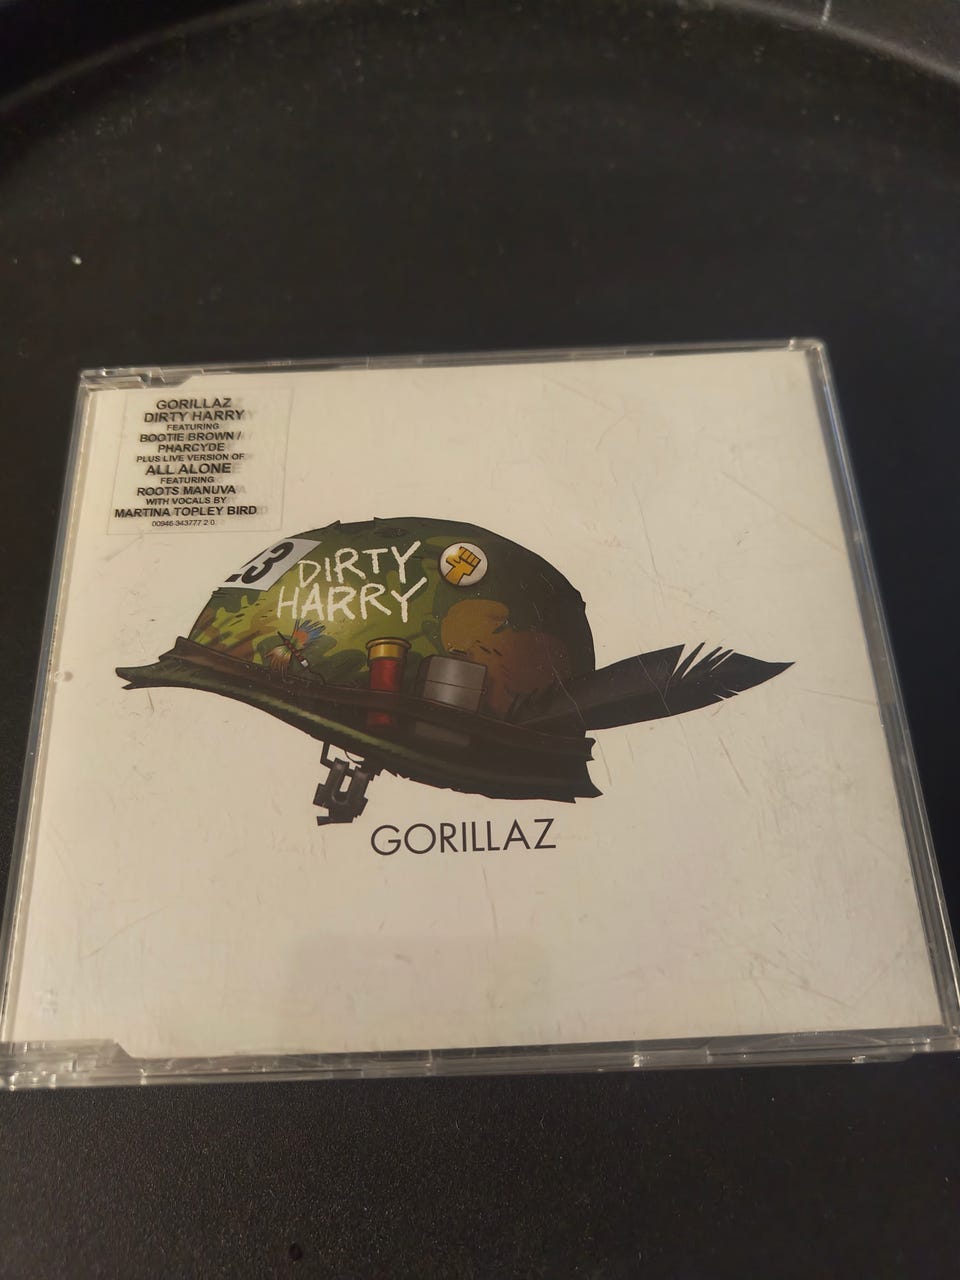 GORILLAZ
DIRTY HARRY
FEATURING
BOOTIE BROWN /
PHARCYDE
PLUS LIVE VERSION OF
ALL ALONE
FEATURING
ROOTS MANUVA
WITH VOCALS BY
MARTINA TOPLEY BIRD
00946 343777 2 0
23
DIRTY
HARRY
GORILLAZ